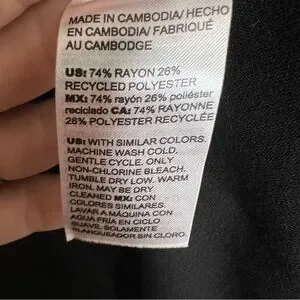 MADE IN CAMBODIA/ HECHO
EN CAMBODIA/ FABRIQUÉ
AU CAMBODGE
US: 74% RAYON 26%
RECYCLED POLYESTER
MX: 74% rayón 26% poliéster
reciclado CA: 74% RAYONNE
26% POLYESTER RECYCLÉE
US: WITH SIMILAR COLORS.
MACHINE WASH COLD,
GENTLE CYCLE. ONLY
NON-CHLORINE BLEACH.
TUMBLE DRY LOW. WARM
IRON. MAY BE DRY
CLEANED MX: CON
COLORES SIMILARES.
LAVAR A MÁQUINA CON
AGUA FRÍA EN CICLO
SUAVE. SOLAMENTE
BLANQUEADOR SIN CLORO.